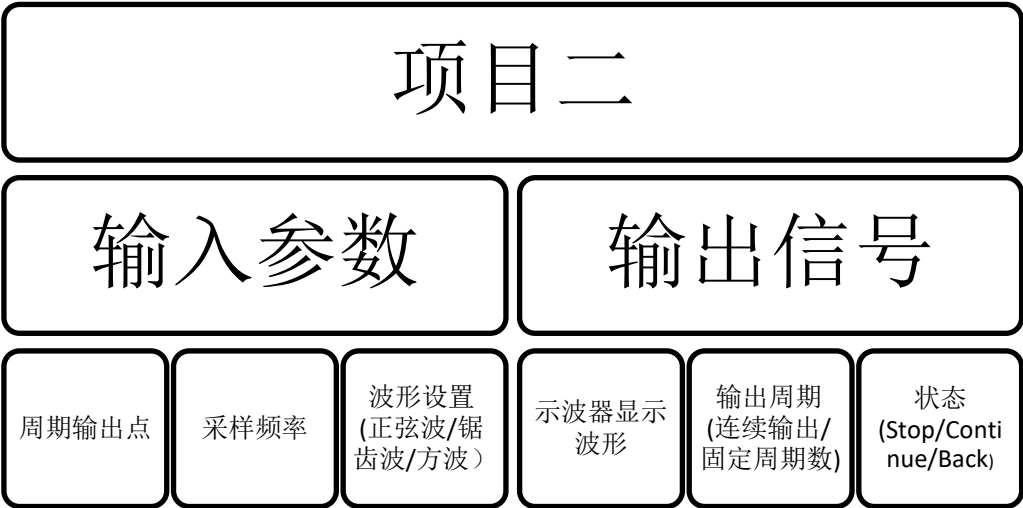 项目二
输入参数
输出信号
周期输出点
采样频率
波形设置
(正弦波/锯
齿波/方波）
示波器显示
波形
输出周期
(连续输出/
固定周期数)
状态
(Stop/Conti
nue/Back)